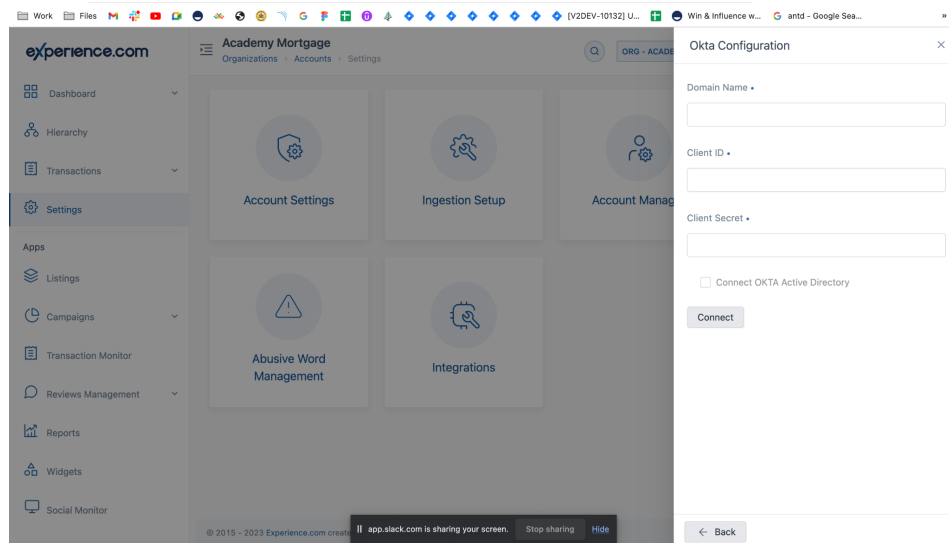 Work
Files
[V2DEV-10132] U...
Win & Influence w...
antd - Google Sea...
»
experience.com
Academy Mortgage
Organizations > Accounts > Settings
ORG - ACADE
Dashboard
Hierarchy
Transactions
Settings
Apps
Listings
Campaigns
Transaction Monitor
Reviews Management
Reports
Widgets
Social Monitor
Account Settings
Ingestion Setup
Account Manag
Abusive Word
Management
Integrations
© 2015 - 2023 Experience.com create
app.slack.com is sharing your screen.
Stop sharing
Hide
Okta Configuration
Domain Name •
Client ID •
Client Secret •
Connect OKTA Active Directory
Connect
← Back